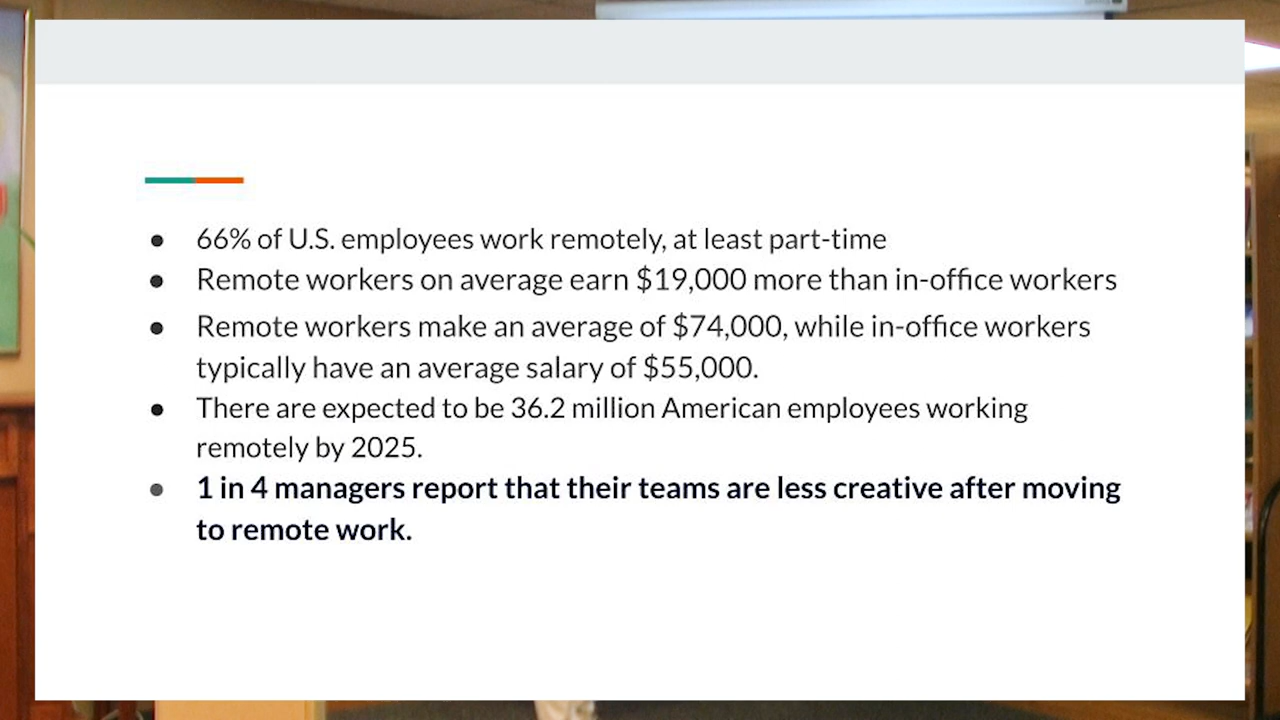 ● 66% of U.S. employees work remotely, at least part-time
● Remote workers on average earn $19,000 more than in-office workers
● Remote workers make an average of $74,000, while in-office workers
typically have an average salary of $55,000.
● There are expected to be 36.2 million American employees working
remotely by 2025.
● 1 in 4 managers report that their teams are less creative after moving
to remote work.